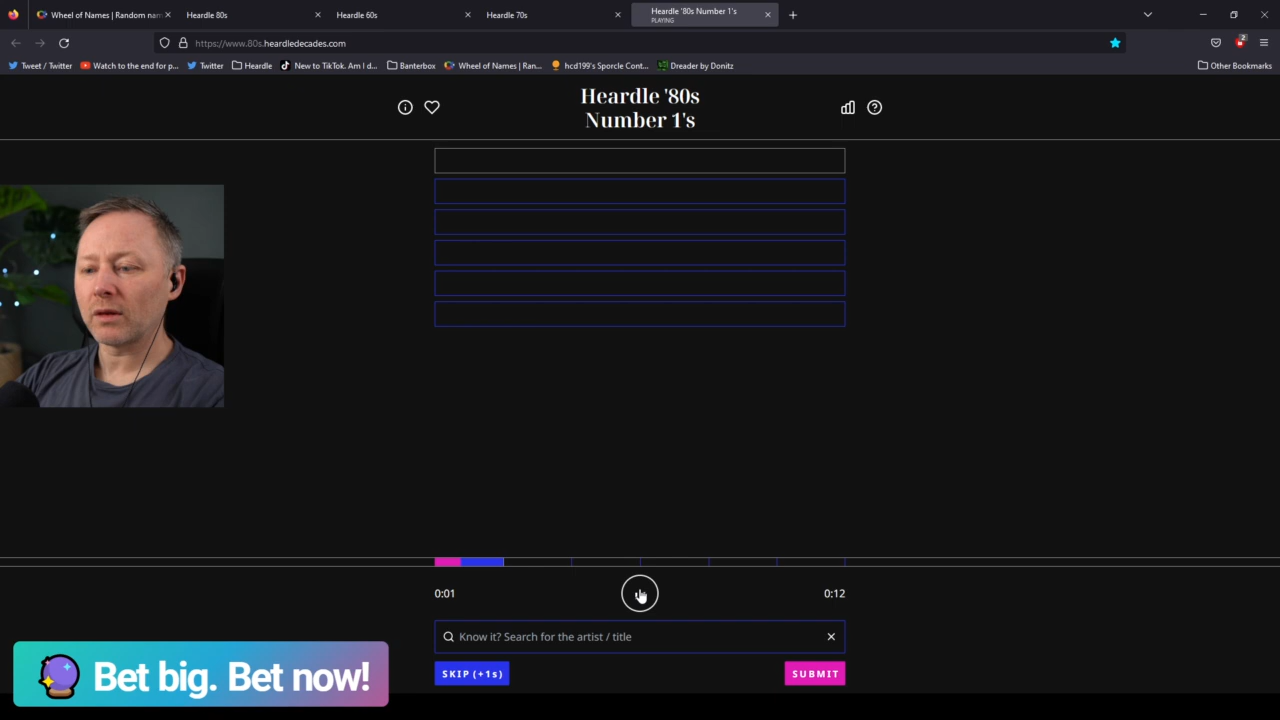 Wheel of Names | Random nam
Heardle 80s
Heardle 60s
Heardle 70s
Heardle '80s Number 1's
PLAYING
https://www.80s.heardledecades.com
2
Tweet / Twitter
Watch to the end for p...
Twitter
Heardle
New to TikTok. Am I d...
Banterbox
Wheel of Names | Ran...
hcd199's Sporcle Cont...
Dreader by Donitz
Other Bookmarks
Heardle '80s
Number 1's
0:01
0:12
Know it? Search for the artist / title
SKIP (+1s)
SUBMIT
Bet big. Bet now!